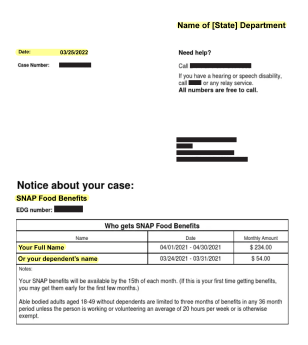 Name of [State] Department
Date: 03/25/2022
Case Number:
Need help?
Call
If you have a hearing or speech disability,
call or any relay service.
All numbers are free to call.
Notice about your case:
SNAP Food Benefits
EDG number:
Who gets SNAP Food Benefits
Name Date Monthly Amount
Your Full Name 04/01/2021 - 04/30/2021 $ 234.00
Or your dependent's name 03/24/2021 - 03/31/2021 $ 54.00
Notes:
Your SNAP benefits will be available by the 15th of each month. (If this is your first time getting benefits,
you may get them early for the first few months.)
Able bodied adults aged 18-49 without dependents are limited to three months of benefits in any 36 month
period unless the person is working or volunteering an average of 20 hours per week or is otherwise
exempt.